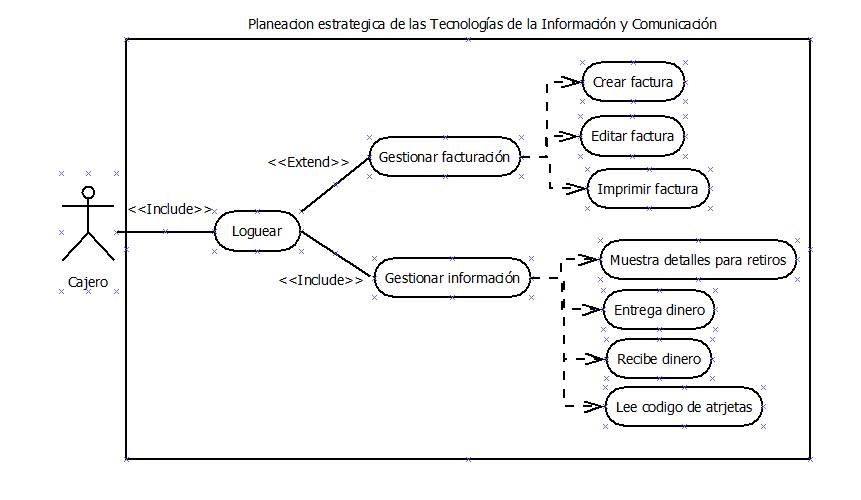 Planeacion estrategica de las Tecnologías de la Información y Comunicación
Crear factura
Editar factura
Gestionar facturación
<<Extend>>
Imprimir factura
<<Include>>
Loguear
Muestra detalles para retiros
Cajero
<<Include>>
Gestionar información
Entrega dinero
Recibe dinero
Lee codigo de atrjetas